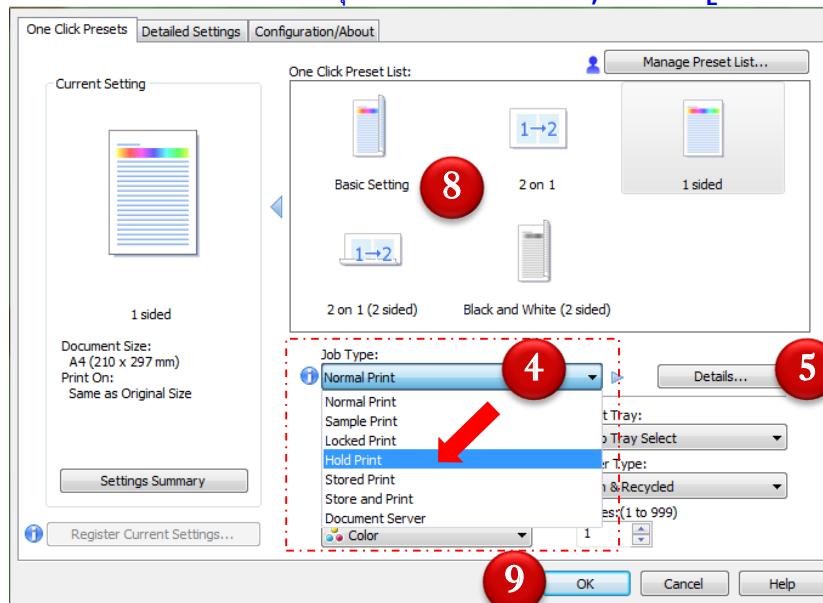 One Click Presets Detailed Settings Configuration/About
Manage Preset List...
Current Setting
One Click Preset List:
1→2
Basic Setting
8
2 on 1
1 sided
1→2
2 on 1 (2 sided)
Black and White (2 sided)
1 sided
Document Size:
A4 (210 x 297 mm)
Print On:
Same as Original Size
Settings Summary
Register Current Settings...
Job Type:
Normal Print
4
Details...
5
Normal Print
Sample Print
Locked Print
Hold Print
Stored Print
Store and Print
Document Server
Tray:
Tray Select
Type:
& Recycled
(1 to 999)
Color
1
9
OK
Cancel
Help